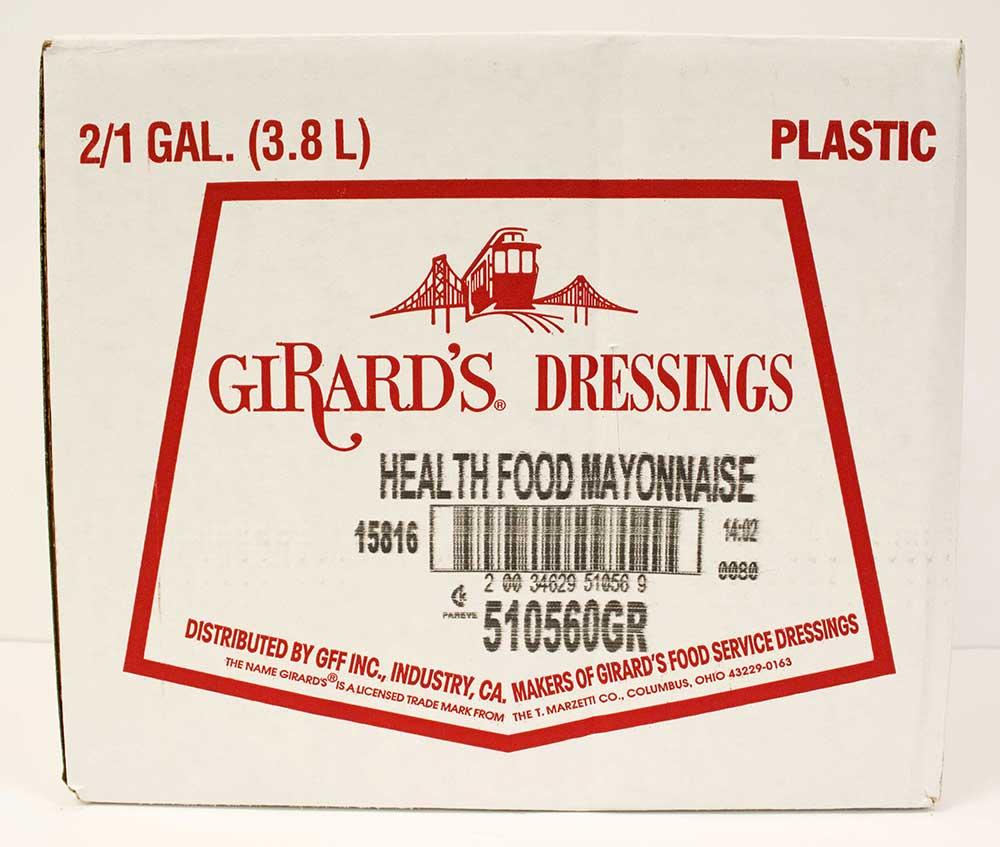 2/1 GAL. (3.8 L)
PLASTIC
GIRARD'S® DRESSINGS
HEALTH FOOD MAYONNAISE
15816
14:02
0080
2 00 34629 51056 9
PAREVE
510560GR
DISTRIBUTED BY GFF INC., INDUSTRY, CA. MAKERS OF GIRARD'S FOOD SERVICE DRESSINGS
THE NAME GIRARD'S® IS A LICENSED TRADE MARK FROM THE T. MARZETTI CO., COLUMBUS, OHIO 43229-0163